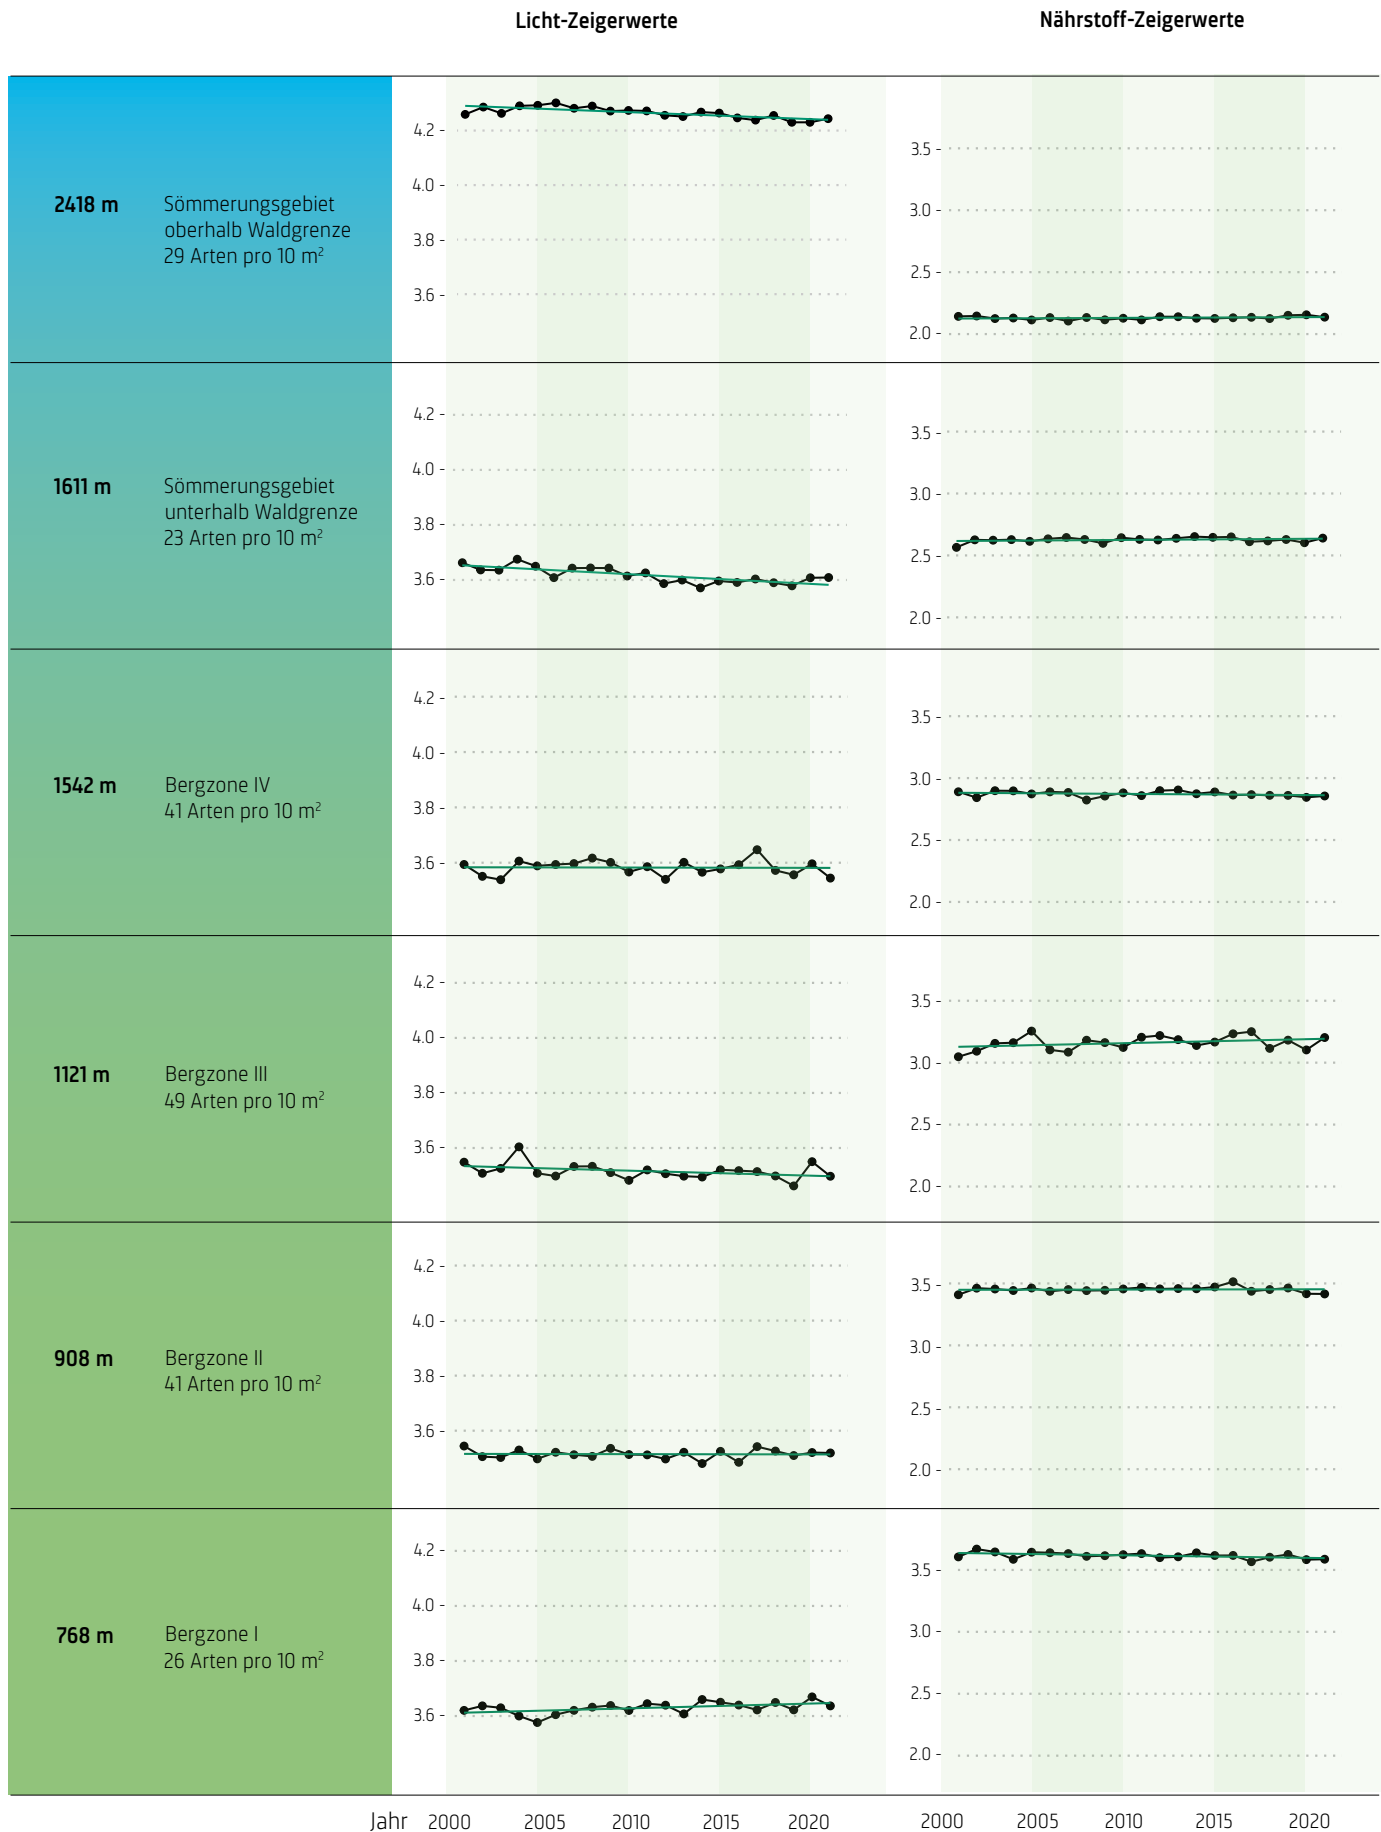 Licht-Zeigerwerte
Nährstoff-Zeigerwerte
2418 m
Sömmerungsgebiet
oberhalb Waldgrenze
29 Arten pro 10 m²
4.2
4.0
3.8
3.6
3.5
3.0
2.5
2.0
1611 m
Sömmerungsgebiet
unterhalb Waldgrenze
23 Arten pro 10 m²
4.2
4.0
3.8
3.6
3.5
3.0
2.5
2.0
1542 m
Bergzone IV
41 Arten pro 10 m²
4.2
4.0
3.8
3.6
3.5
3.0
2.5
2.0
1121 m
Bergzone III
49 Arten pro 10 m²
4.2
4.0
3.8
3.6
3.5
3.0
2.5
2.0
908 m
Bergzone II
41 Arten pro 10 m²
4.2
4.0
3.8
3.6
3.5
3.0
2.5
2.0
768 m
Bergzone I
26 Arten pro 10 m²
4.2
4.0
3.8
3.6
3.5
3.0
2.5
2.0
Jahr 2000 2005 2010 2015 2020
2000 2005 2010 2015 2020